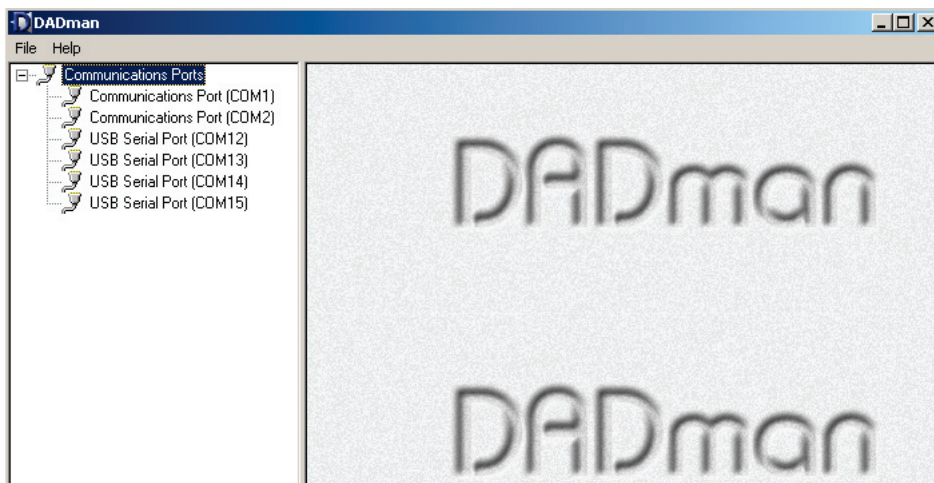 DADman
File Help
Communications Ports
Communications Port (COM1)
Communications Port (COM2)
USB Serial Port (COM12)
USB Serial Port (COM13)
USB Serial Port (COM14)
USB Serial Port (COM15)
DADman
DADman